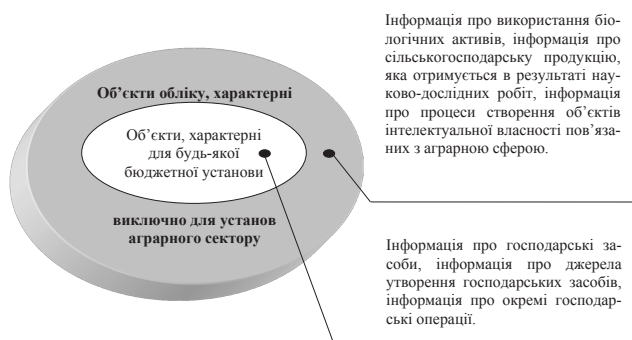 Інформація про використання біо-
логічних активів, інформація про
сільськогосподарську продукцію,
яка отримується в результаті нау-
ково-дослідних робіт, інформація
про процеси створення об’єктів
інтелектуальної власності пов’яза-
них з аграрною сферою.
Об’єкти обліку, характерні
Об’єкти, характерні
для будь-якої
бюджетної установи
виключно для установ
аграрного сектору
Інформація про господарські за-
соби, інформація про джерела
утворення господарських засобів,
інформація про окремі господар-
ські операції.